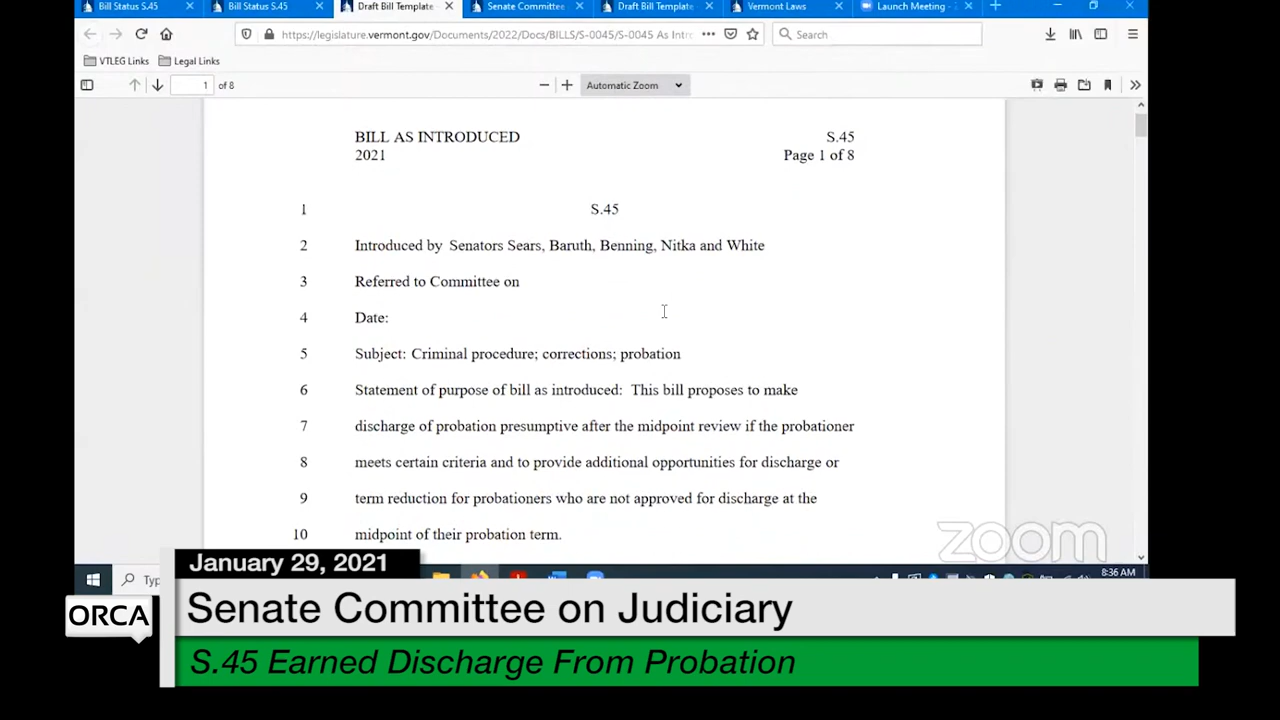 Bill Status S.45
Bill Status S.45
Draft Bill Template
Senate Committee
Draft Bill Template
Vermont Laws
Launch Meeting -
https://legislature.vermont.gov/Documents/2022/Docs/BILLS/S-0045/S-0045 As Intr
Search
VTLEG Links
Legal Links
1 of 8
Automatic Zoom
BILL AS INTRODUCED S.45
2021 Page 1 of 8
1 S.45
2 Introduced by Senators Sears, Baruth, Benning, Nitka and White
3 Referred to Committee on
4 Date:
5 Subject: Criminal procedure; corrections; probation
6 Statement of purpose of bill as introduced: This bill proposes to make
7 discharge of probation presumptive after the midpoint review if the probationer
8 meets certain criteria and to provide additional opportunities for discharge or
9 term reduction for probationers who are not approved for discharge at the
10 midpoint of their probation term.
zoom
8:36 AM
January 29, 2021
ORCA
Senate Committee on Judiciary
S.45 Earned Discharge From Probation